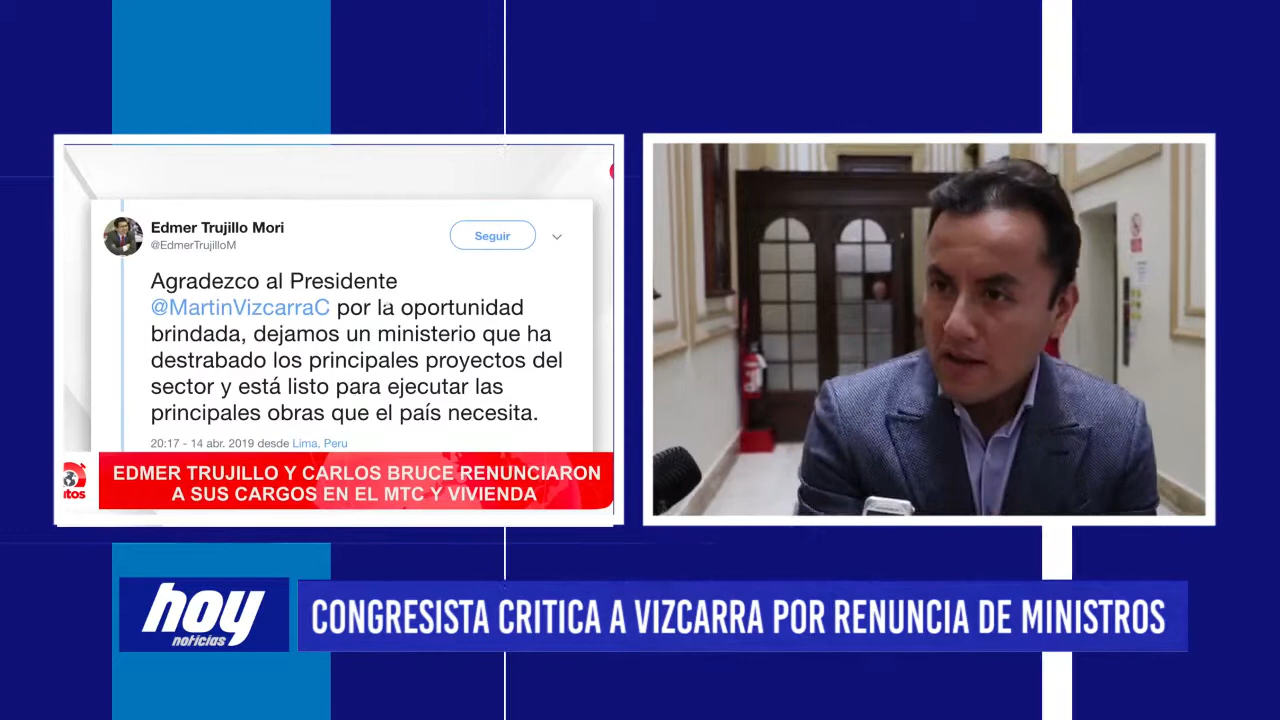 Edmer Trujillo Mori
@EdmerTrujilloM
Seguir
Agradezco al Presidente
@MartinVizcarraC por la oportunidad
brindada, dejamos un ministerio que ha
destrabado los principales proyectos del
sector y está listo para ejecutar las
principales obras que el país necesita.
20:17 - 14 abr. 2019 desde Lima, Peru
utos
EDMER TRUJILLO Y CARLOS BRUCE RENUNCIARON
A SUS CARGOS EN EL MTC Y VIVIENDA
hoy
noticias
CONGRESISTA CRITICA A VIZCARRA POR RENUNCIA DE MINISTROS